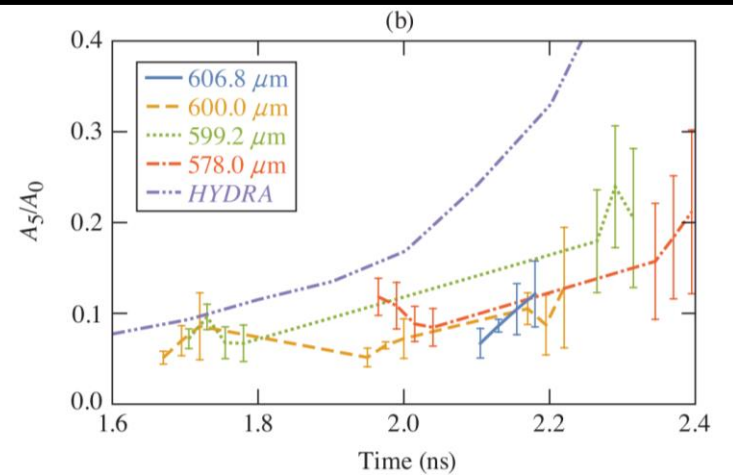 (b)
0.4
606.8 μm
600.0 μm
0.3
599.2 μm
578.0 μm
HYDRA
A5/A0
0.2
0.1
0.0
1.6 1.8 2.0 2.2 2.4
Time (ns)